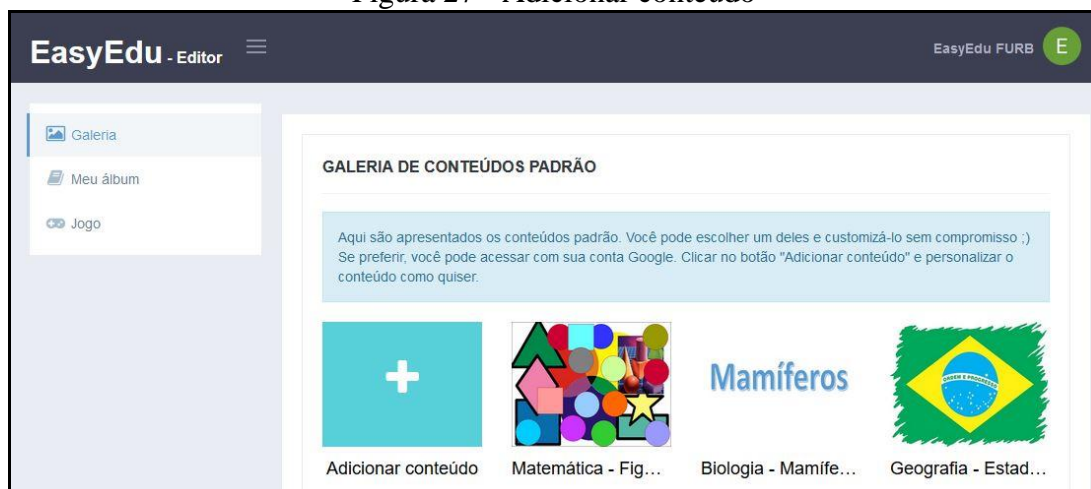 Figura 27 - Adicionar conteúdo
EasyEdu - Editor
EasyEdu FURB E
Galeria
Meu álbum
Jogo
GALERIA DE CONTEÚDOS PADRÃO
Aqui são apresentados os conteúdos padrão. Você pode escolher um deles e customizá-lo sem compromisso ;)
Se preferir, você pode acessar com sua conta Google. Clicar no botão "Adicionar conteúdo" e personalizar o
conteúdo como quiser.
Mamíferos
ORDEM E PROGRESSO
Adicionar conteúdo
Matemática - Fig...
Biologia - Mamífe...
Geografia - Estad...